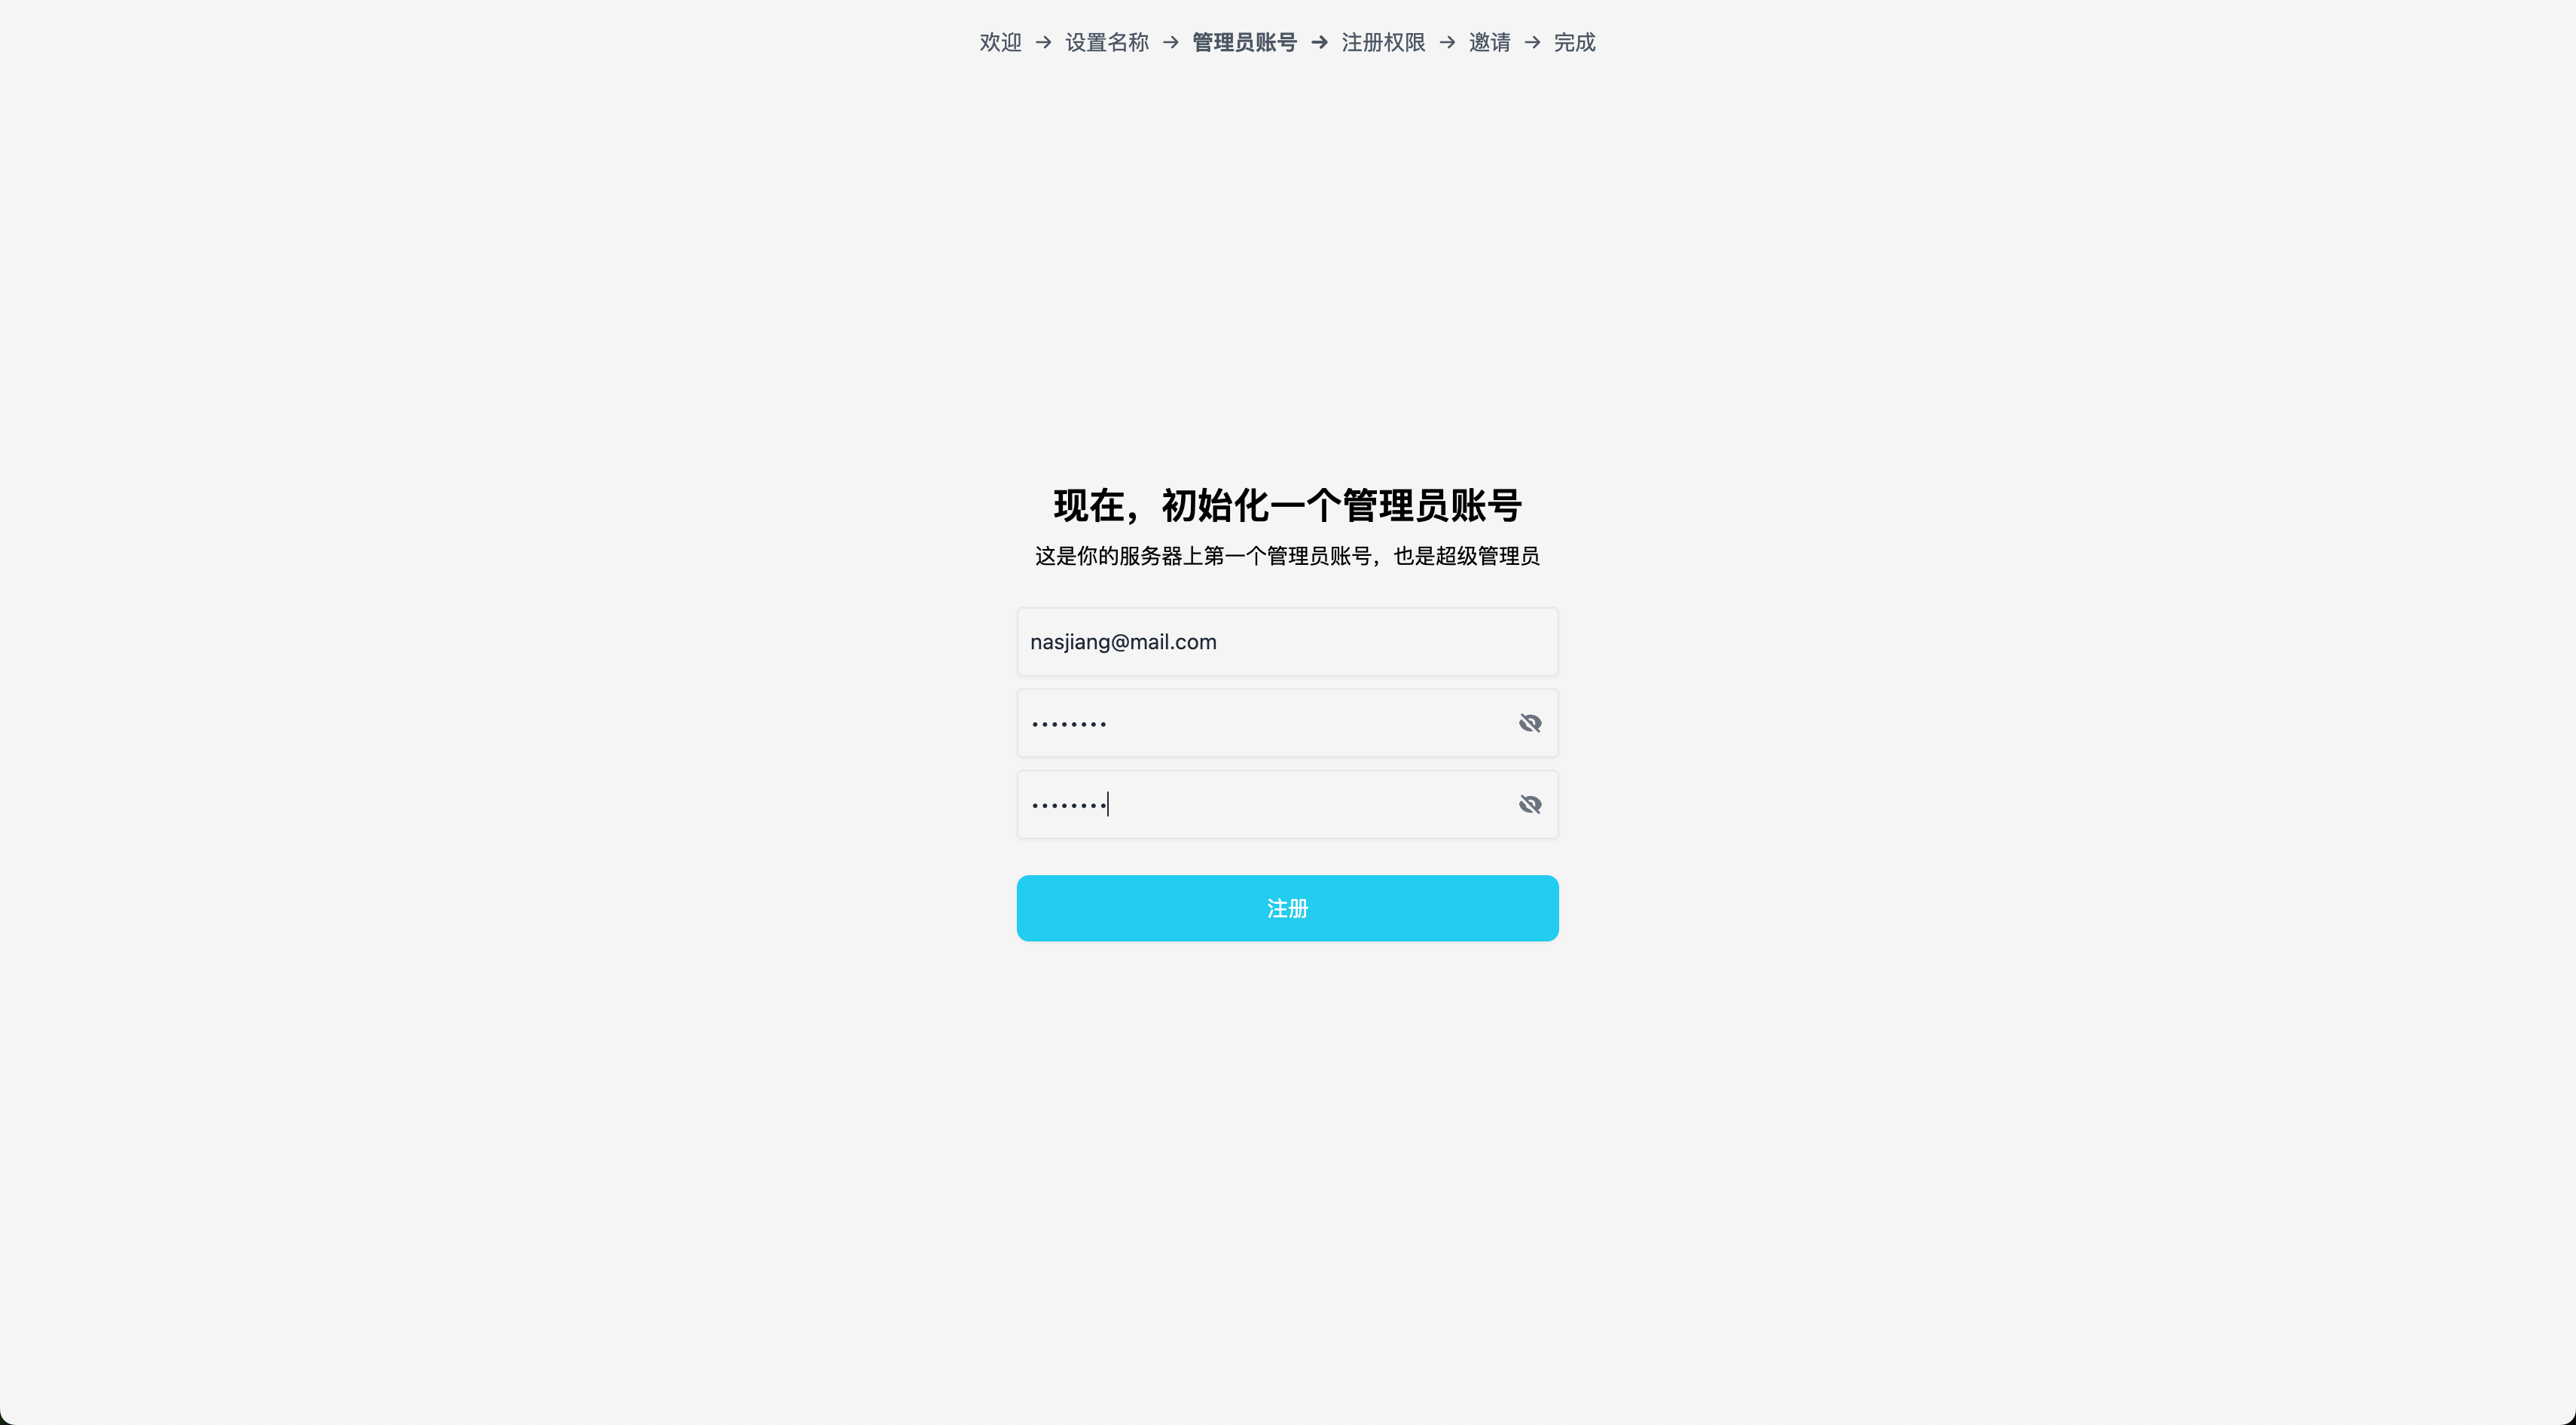 欢迎 → 设置名称 → 管理员账号 → 注册权限 → 邀请 → 完成
现在，初始化一个管理员账号
这是你的服务器上第一个管理员账号，也是超级管理员
nasjiang@mail.com
••••••••
••••••••
注册